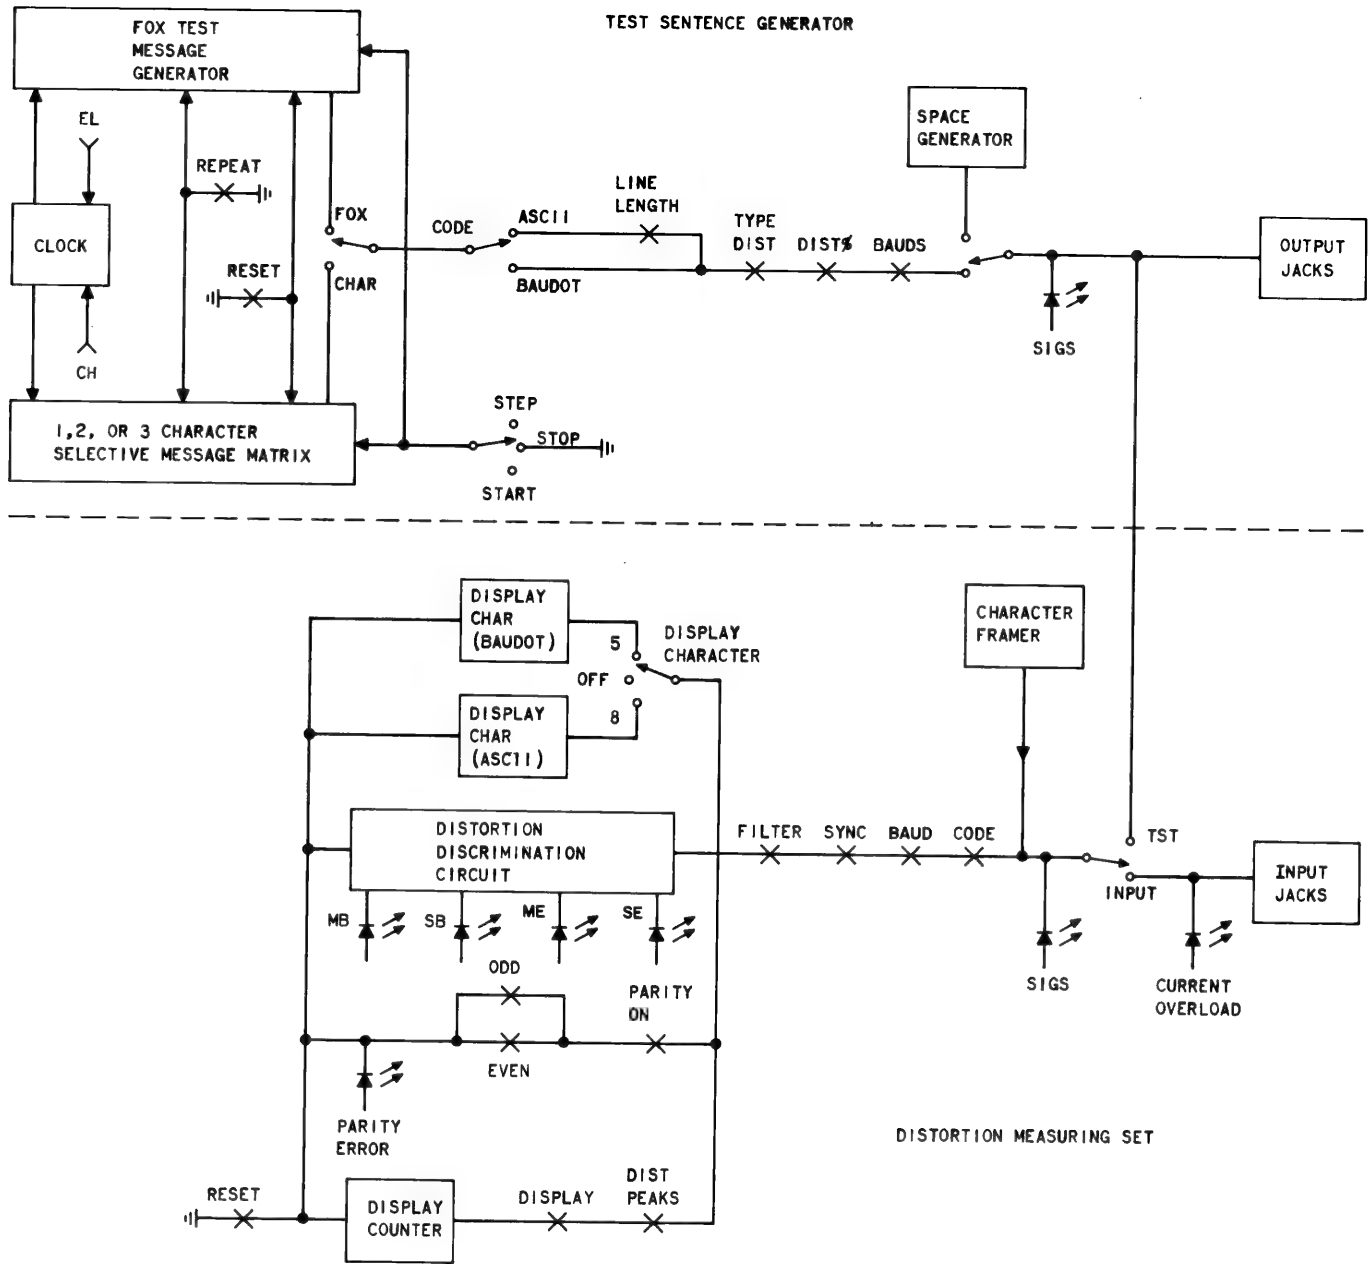 TEST SENTENCE GENERATOR
FOX TEST
MESSAGE
GENERATOR
EL
REPEAT
CLOCK
RESET
CH
FOX
CHAR
CODE
ASCII
BAUDOT
LINE
LENGTH
TYPE
DIST
DIST%
BAUDS
SPACE
GENERATOR
SIGS
OUTPUT
JACKS
1,2, OR 3 CHARACTER
SELECTIVE MESSAGE MATRIX
STEP
STOP
START
DISPLAY
CHAR
(BAUDOT)
5
OFF
8
DISPLAY
CHARACTER
DISPLAY
CHAR
(ASCII)
CHARACTER
FRAMER
DISTORTION
DISCRIMINATION
CIRCUIT
MB
SB
ME
SE
FILTER
SYNC
BAUD
CODE
TST
INPUT
INPUT
JACKS
SIGS
CURRENT
OVERLOAD
ODD
EVEN
PARITY
ON
PARITY
ERROR
DISTORTION MEASURING SET
RESET
DISPLAY
COUNTER
DISPLAY
DIST
PEAKS